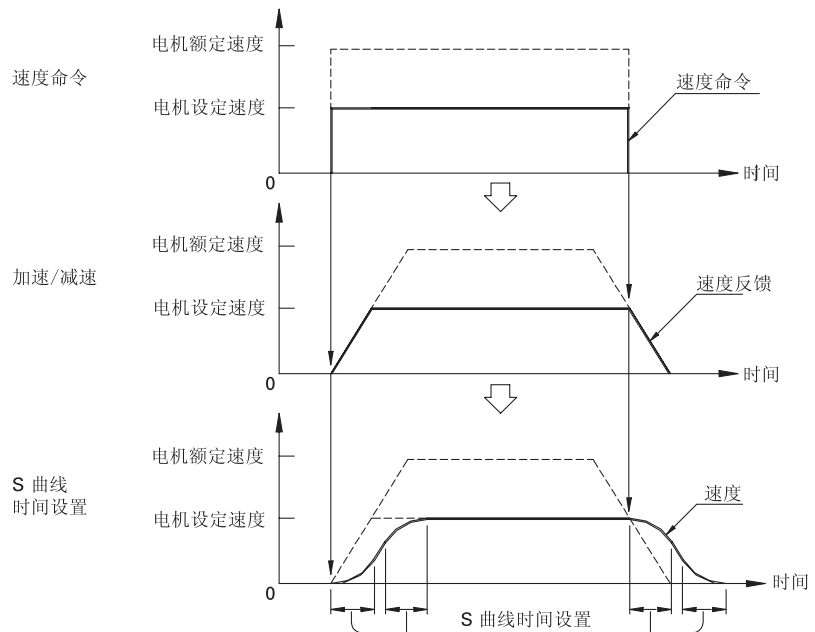 电机额定速度
速度命令
电机设定速度
速度命令
0
时间
电机额定速度
加速/减速
电机设定速度
速度反馈
0
时间
电机额定速度
S 曲线
时间设置
电机设定速度
速度
0
时间
S 曲线时间设置